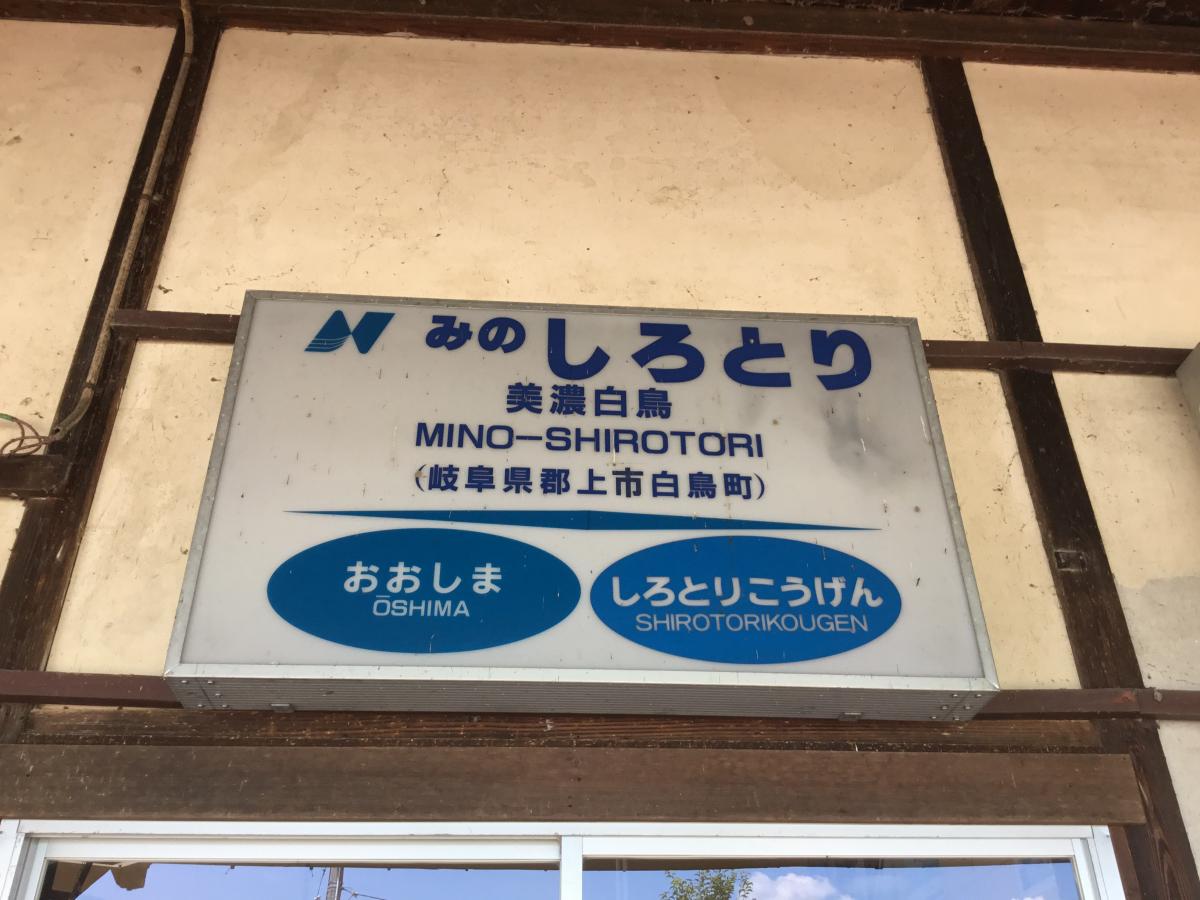 みのしろとり
美濃白鳥
MINO-SHIROTORI
(岐阜県郡上市白鳥町)
おおしま
ŌSHIMA
しろとりこうげん
SHIROTORIKOUGEN